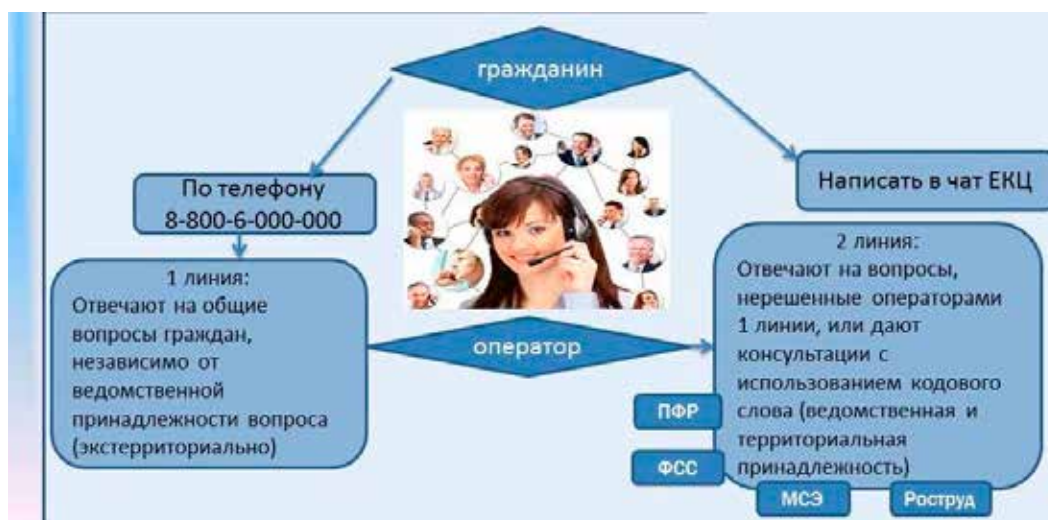 гражданин
По телефону
8-800-6-000-000
Написать в чат ЕКЦ
1 линия:
Отвечают на общие
вопросы граждан,
независимо от
ведомственной
принадлежности вопроса
(экстерриториально)
оператор
2 линия:
Отвечают на вопросы,
нерешенные операторами
1 линии, или дают
консультации с
использованием кодового
слова (ведомственная и
территориальная
принадлежность)
ПФР
ФСС
МСЭ
Роструд